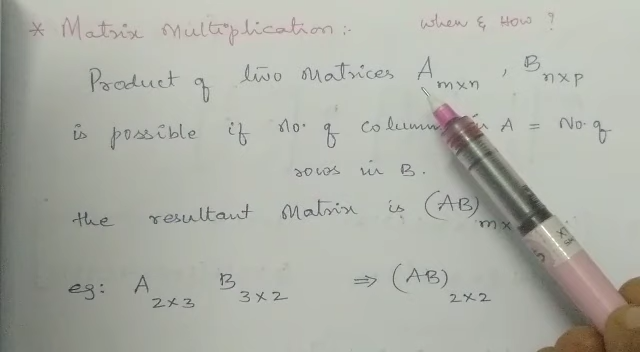 * Matrix Multiplication :- When & How ?
Product of two Matrices A m×n , B n×p
is possible if No. of column in A = No. of
rows in B.
the resultant Matrix is (AB) m×
eg: A 2×3 B 3×2 ⇒ (AB) 2×2